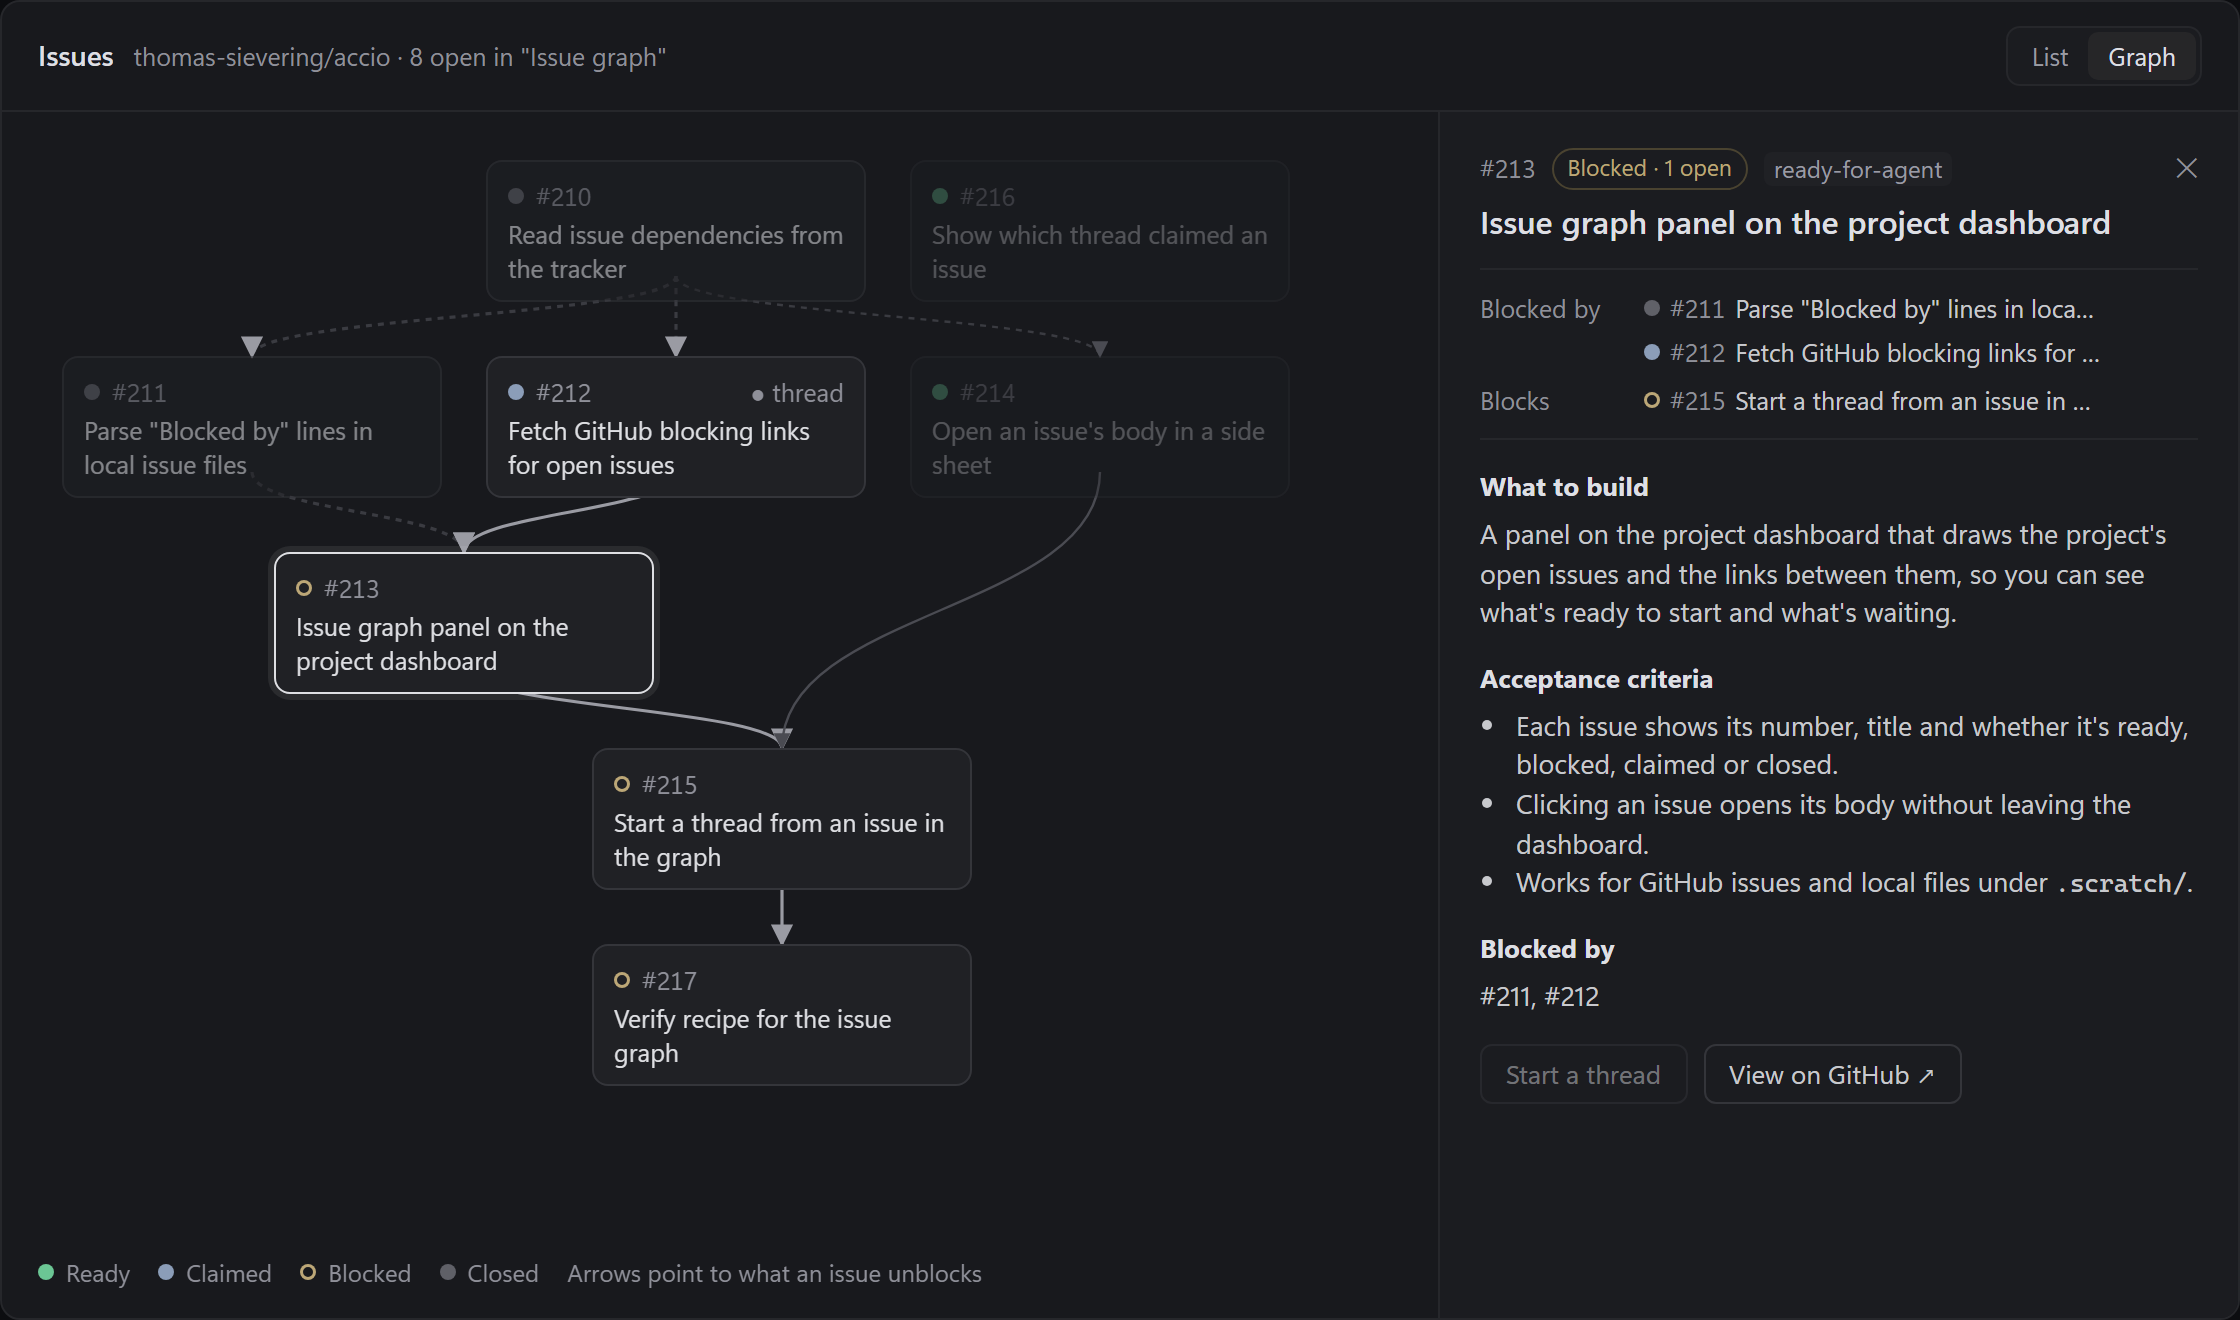 Issues thomas-sievering/accio · 8 open in "Issue graph"
List Graph
#210
Read issue dependencies from
the tracker
#216
Show which thread claimed an
issue
#211
Parse "Blocked by" lines in
local issue files
#212 thread
Fetch GitHub blocking links
for open issues
#214
Open an issue's body in a side
sheet
#213
Issue graph panel on the
project dashboard
#215
Start a thread from an issue in
the graph
#217
Verify recipe for the issue
graph
Ready Claimed Blocked Closed Arrows point to what an issue unblocks
#213 Blocked · 1 open ready-for-agent
Issue graph panel on the project dashboard
Blocked by #211 Parse "Blocked by" lines in loca...
#212 Fetch GitHub blocking links for ...
Blocks #215 Start a thread from an issue in ...
What to build
A panel on the project dashboard that draws the project's
open issues and the links between them, so you can see
what's ready to start and what's waiting.
Acceptance criteria
• Each issue shows its number, title and whether it's ready,
blocked, claimed or closed.
• Clicking an issue opens its body without leaving the
dashboard.
• Works for GitHub issues and local files under .scratch/.
Blocked by
#211, #212
Start a thread View on GitHub ↗